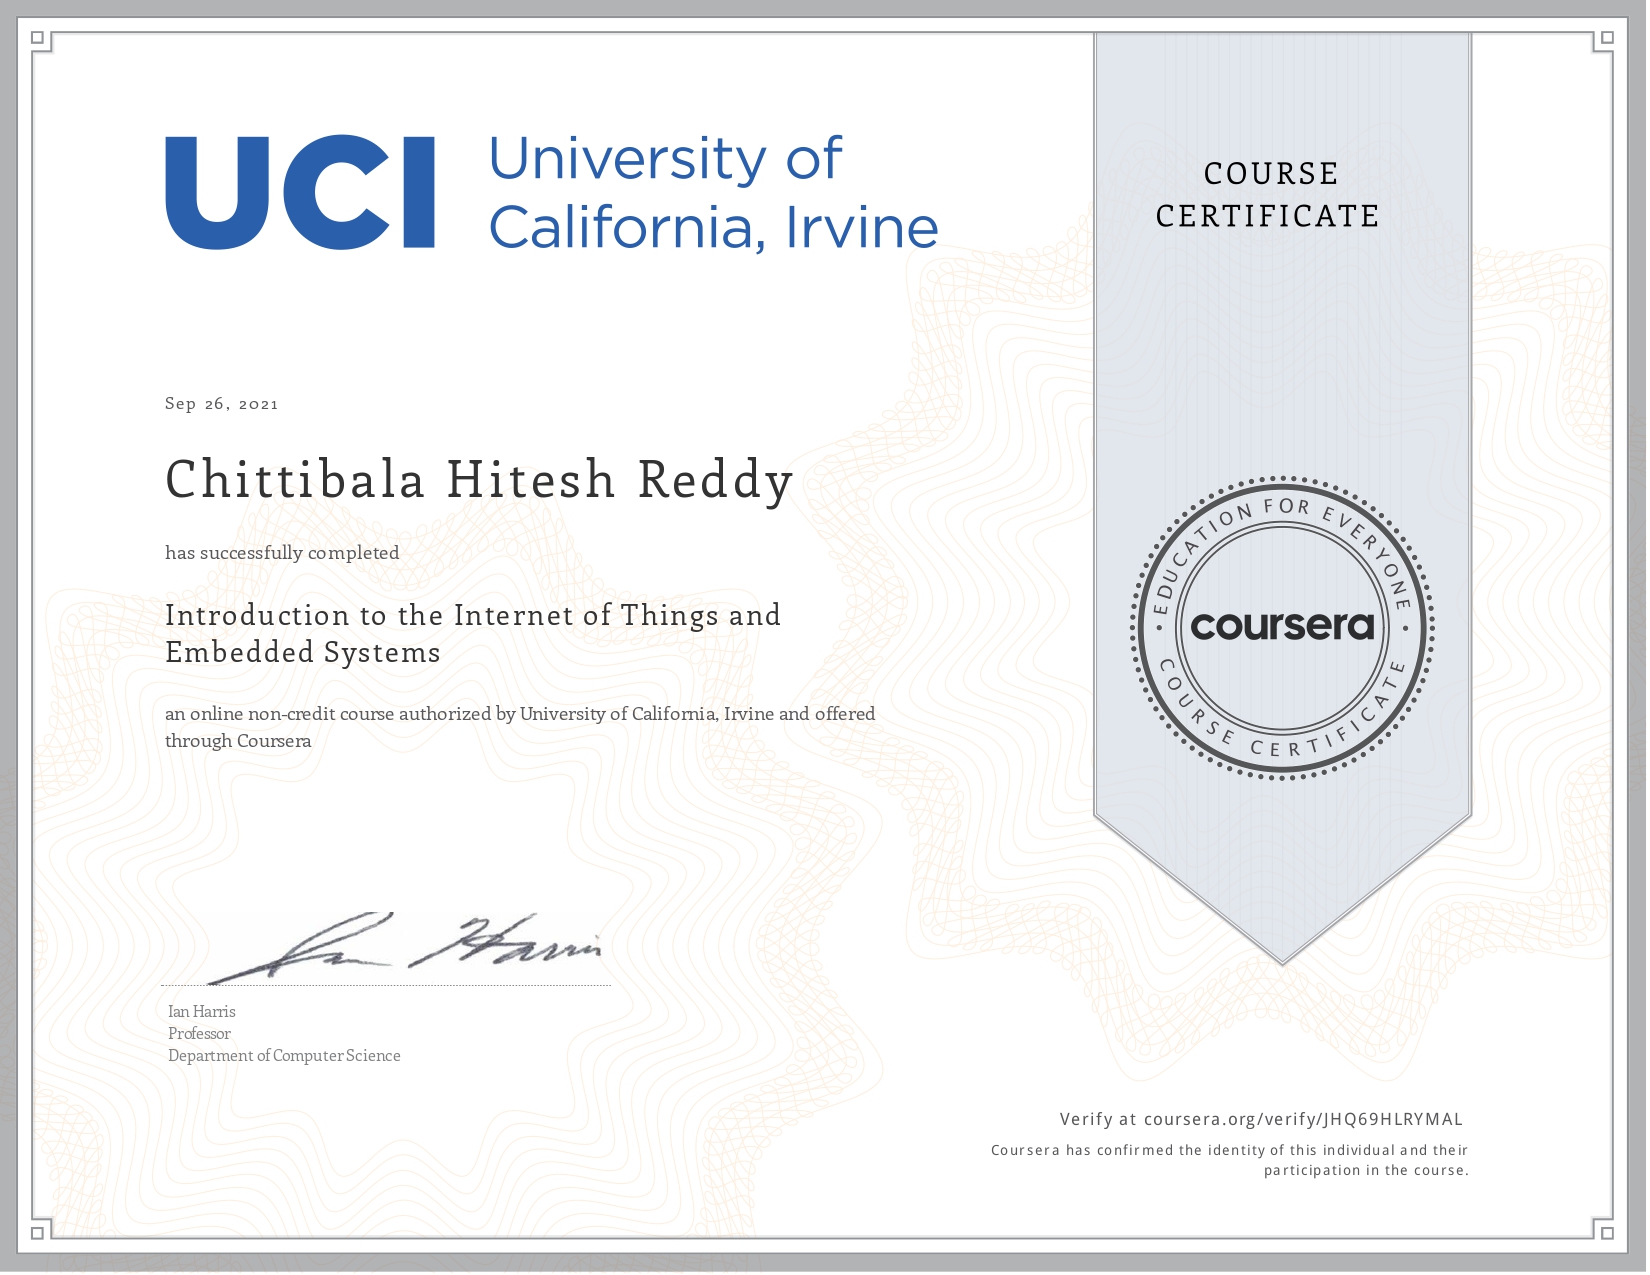 UCI University of
California, Irvine
COURSE
CERTIFICATE
Sep 26, 2021
Chittibala Hitesh Reddy
has successfully completed
Introduction to the Internet of Things and
Embedded Systems
an online non-credit course authorized by University of California, Irvine and offered
through Coursera
• EDUCATION FOR EVERYONE •
coursera
COURSE CERTIFICATE
Ian Harris
Ian Harris
Professor
Department of Computer Science
Verify at coursera.org/verify/JHQ69HLRYMAL
Coursera has confirmed the identity of this individual and their
participation in the course.